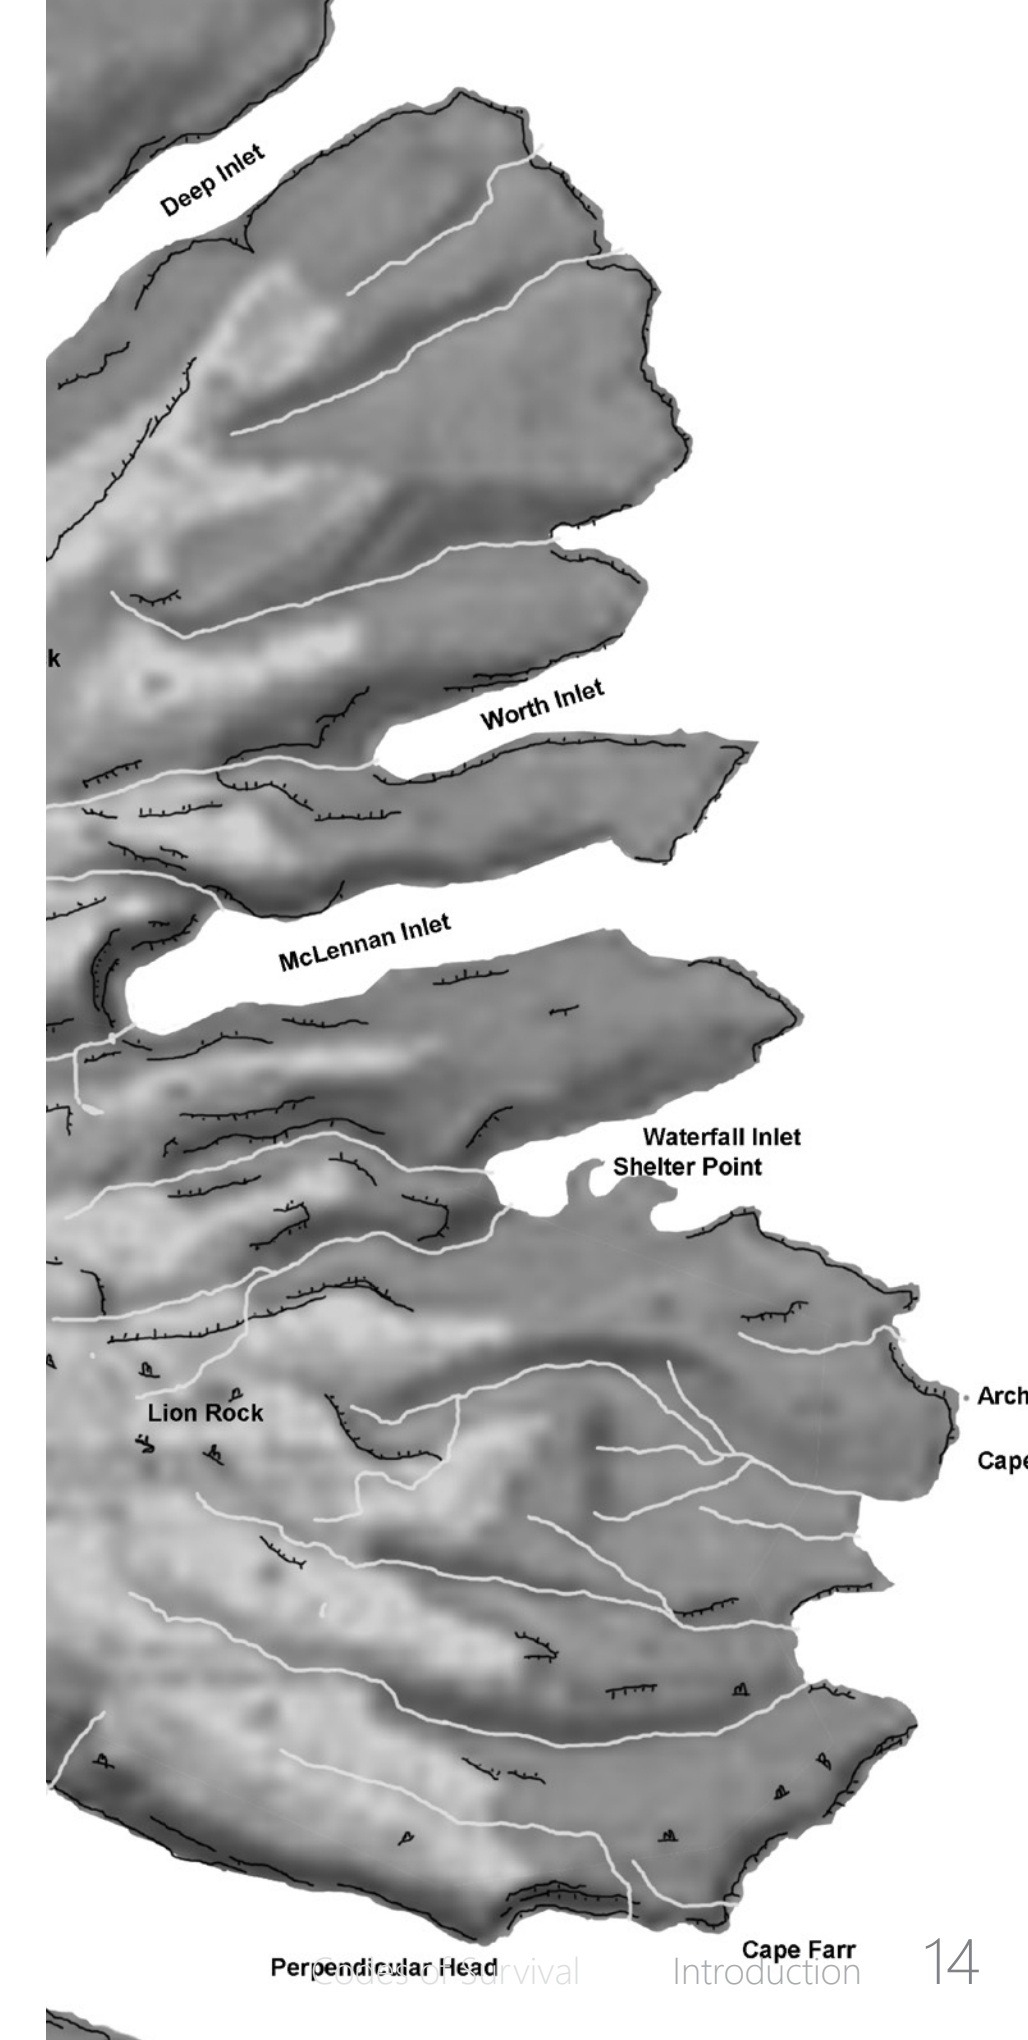 Deep Inlet
k
Worth Inlet
McLennan Inlet
Waterfall Inlet
Shelter Point
Arch
Cape
Lion Rock
Cape Farr
Perpendicular Head
Codes of Survival
Introduction
14